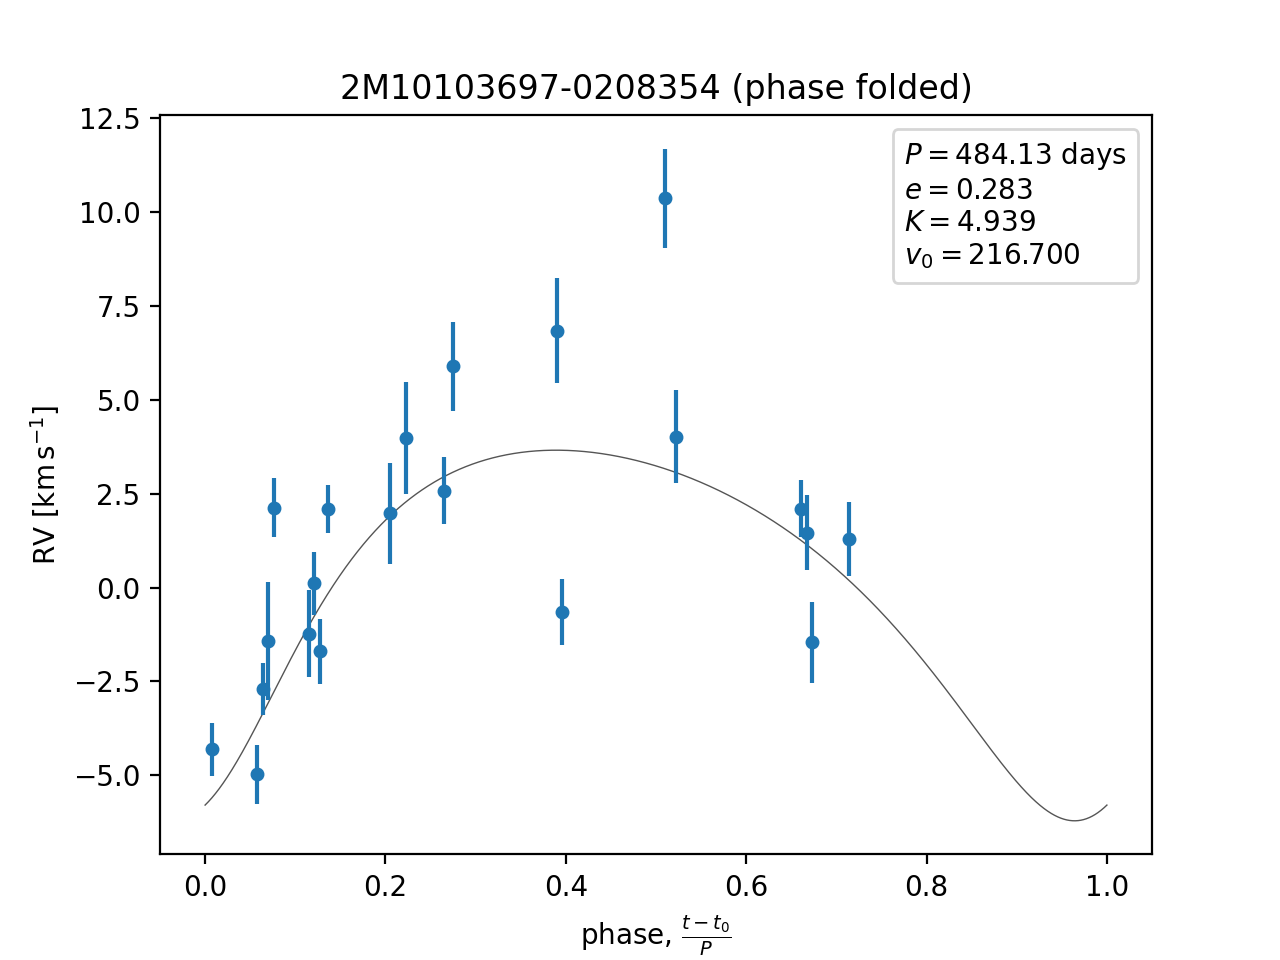 2M10103697-0208354 (phase folded)
12.5
10.0
7.5
5.0
2.5
0.0
−2.5
−5.0
RV [km s⁻¹]
P = 484.13 days
e = 0.283
K = 4.939
v₀ = 216.700
0.0 0.2 0.4 0.6 0.8 1.0
phase, (t − t₀)/P